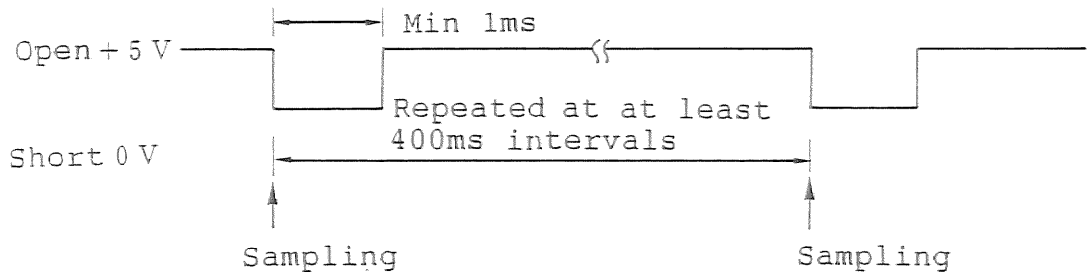 Min 1ms
Open + 5 V
Repeated at at least
400ms intervals
Short 0 V
Sampling
Sampling